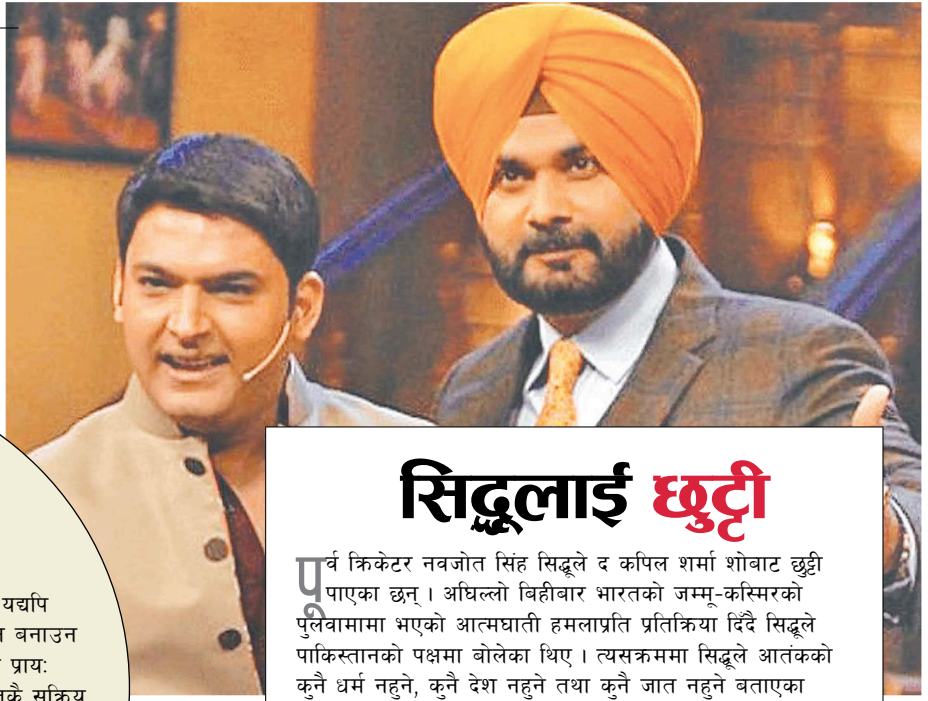 सिद्धूलाई छुट्टी
पूर्व क्रिकेटर नवजोत सिंह सिद्धूले द कपिल शर्मा शोबाट छुट्टी
पाएका छन् । अघिल्लो बिहीबार भारतको जम्मू-कस्मिरको
पुलवामामा भएको आत्मघाती हमलाप्रति प्रतिक्रिया दिँदै सिद्धूले
पाकिस्तानको पक्षमा बोलेका थिए । त्यसक्रममा सिद्धूले आतंकको
कुनै धर्म नहुने, कुनै देश नहुने तथा कुनै जात नहुने बताएका
यद्यपि
बनाउन
प्राय:
सक्रिय